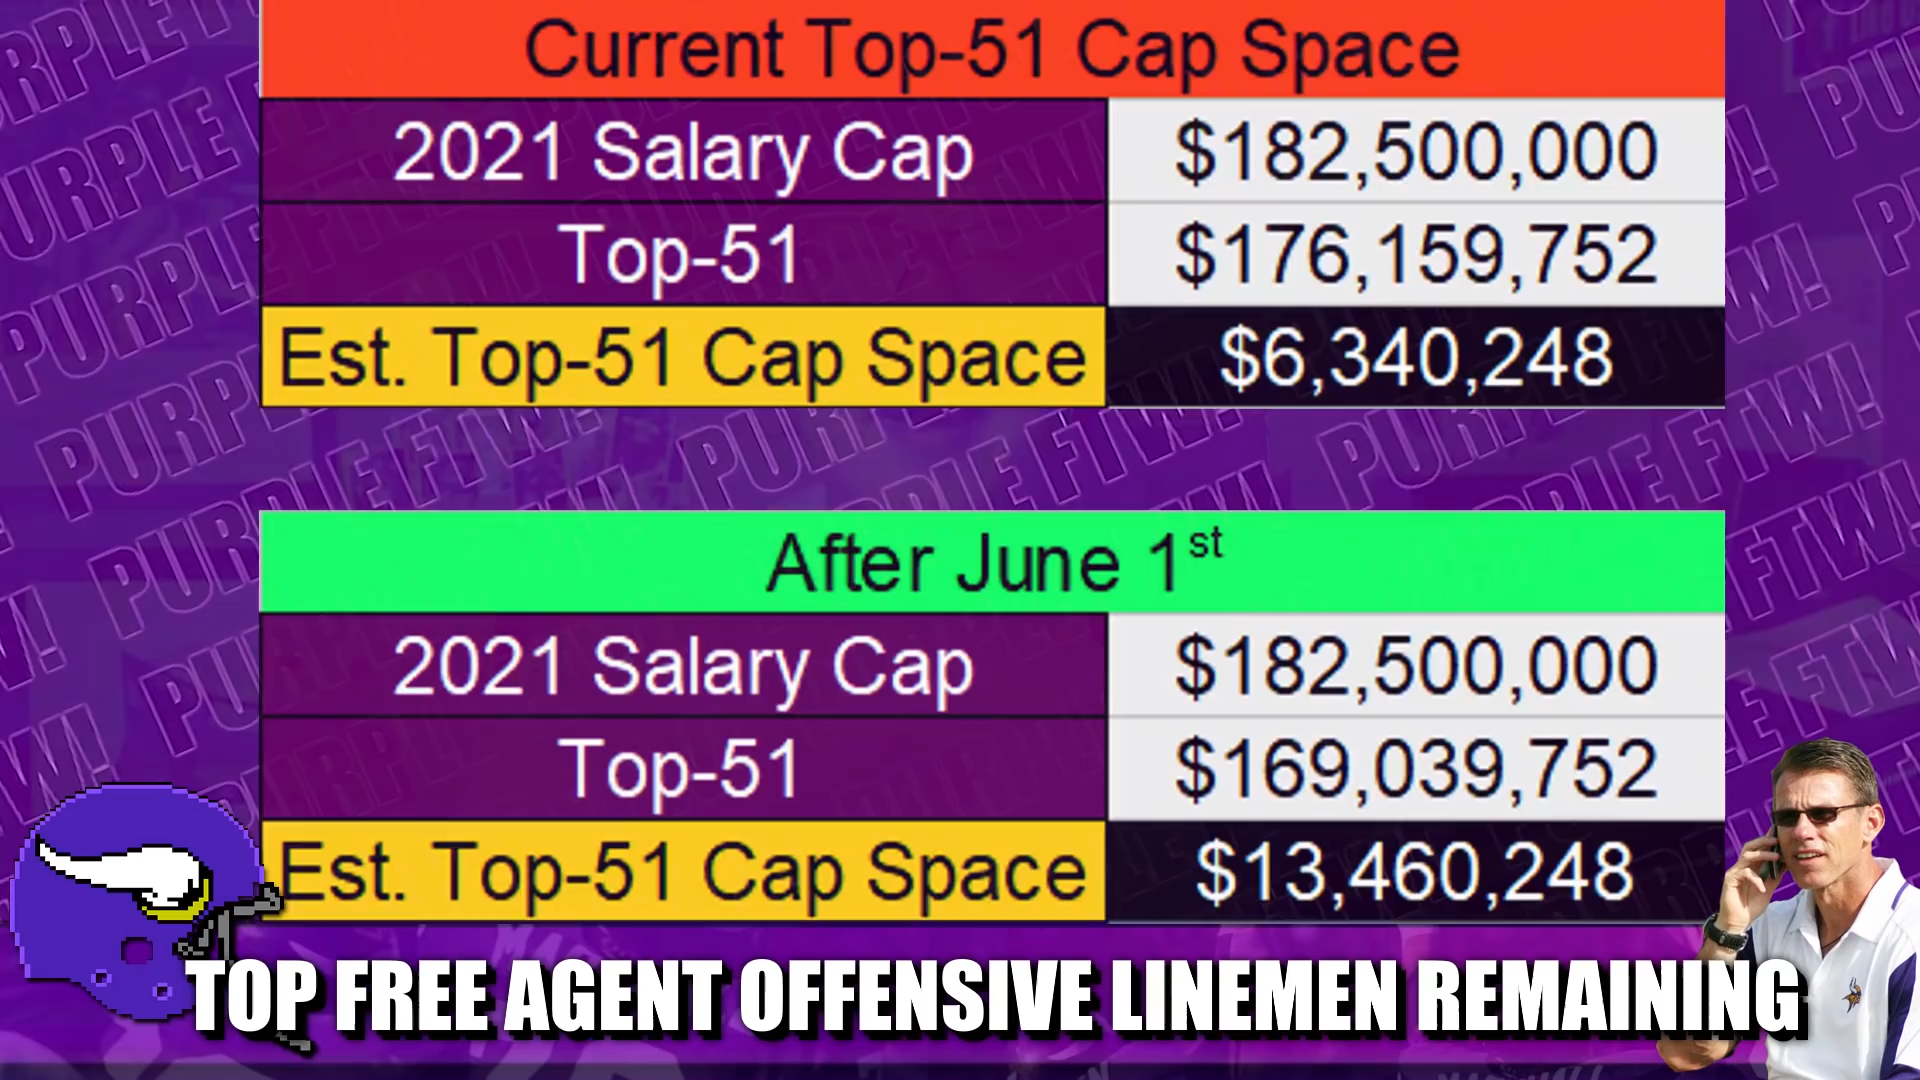 Current Top-51 Cap Space
2021 Salary Cap $182,500,000
Top-51 $176,159,752
Est. Top-51 Cap Space $6,340,248
PURPLE FTW!
After June 1st
2021 Salary Cap $182,500,000
Top-51 $169,039,752
Est. Top-51 Cap Space $13,460,248
TOP FREE AGENT OFFENSIVE LINEMEN REMAINING